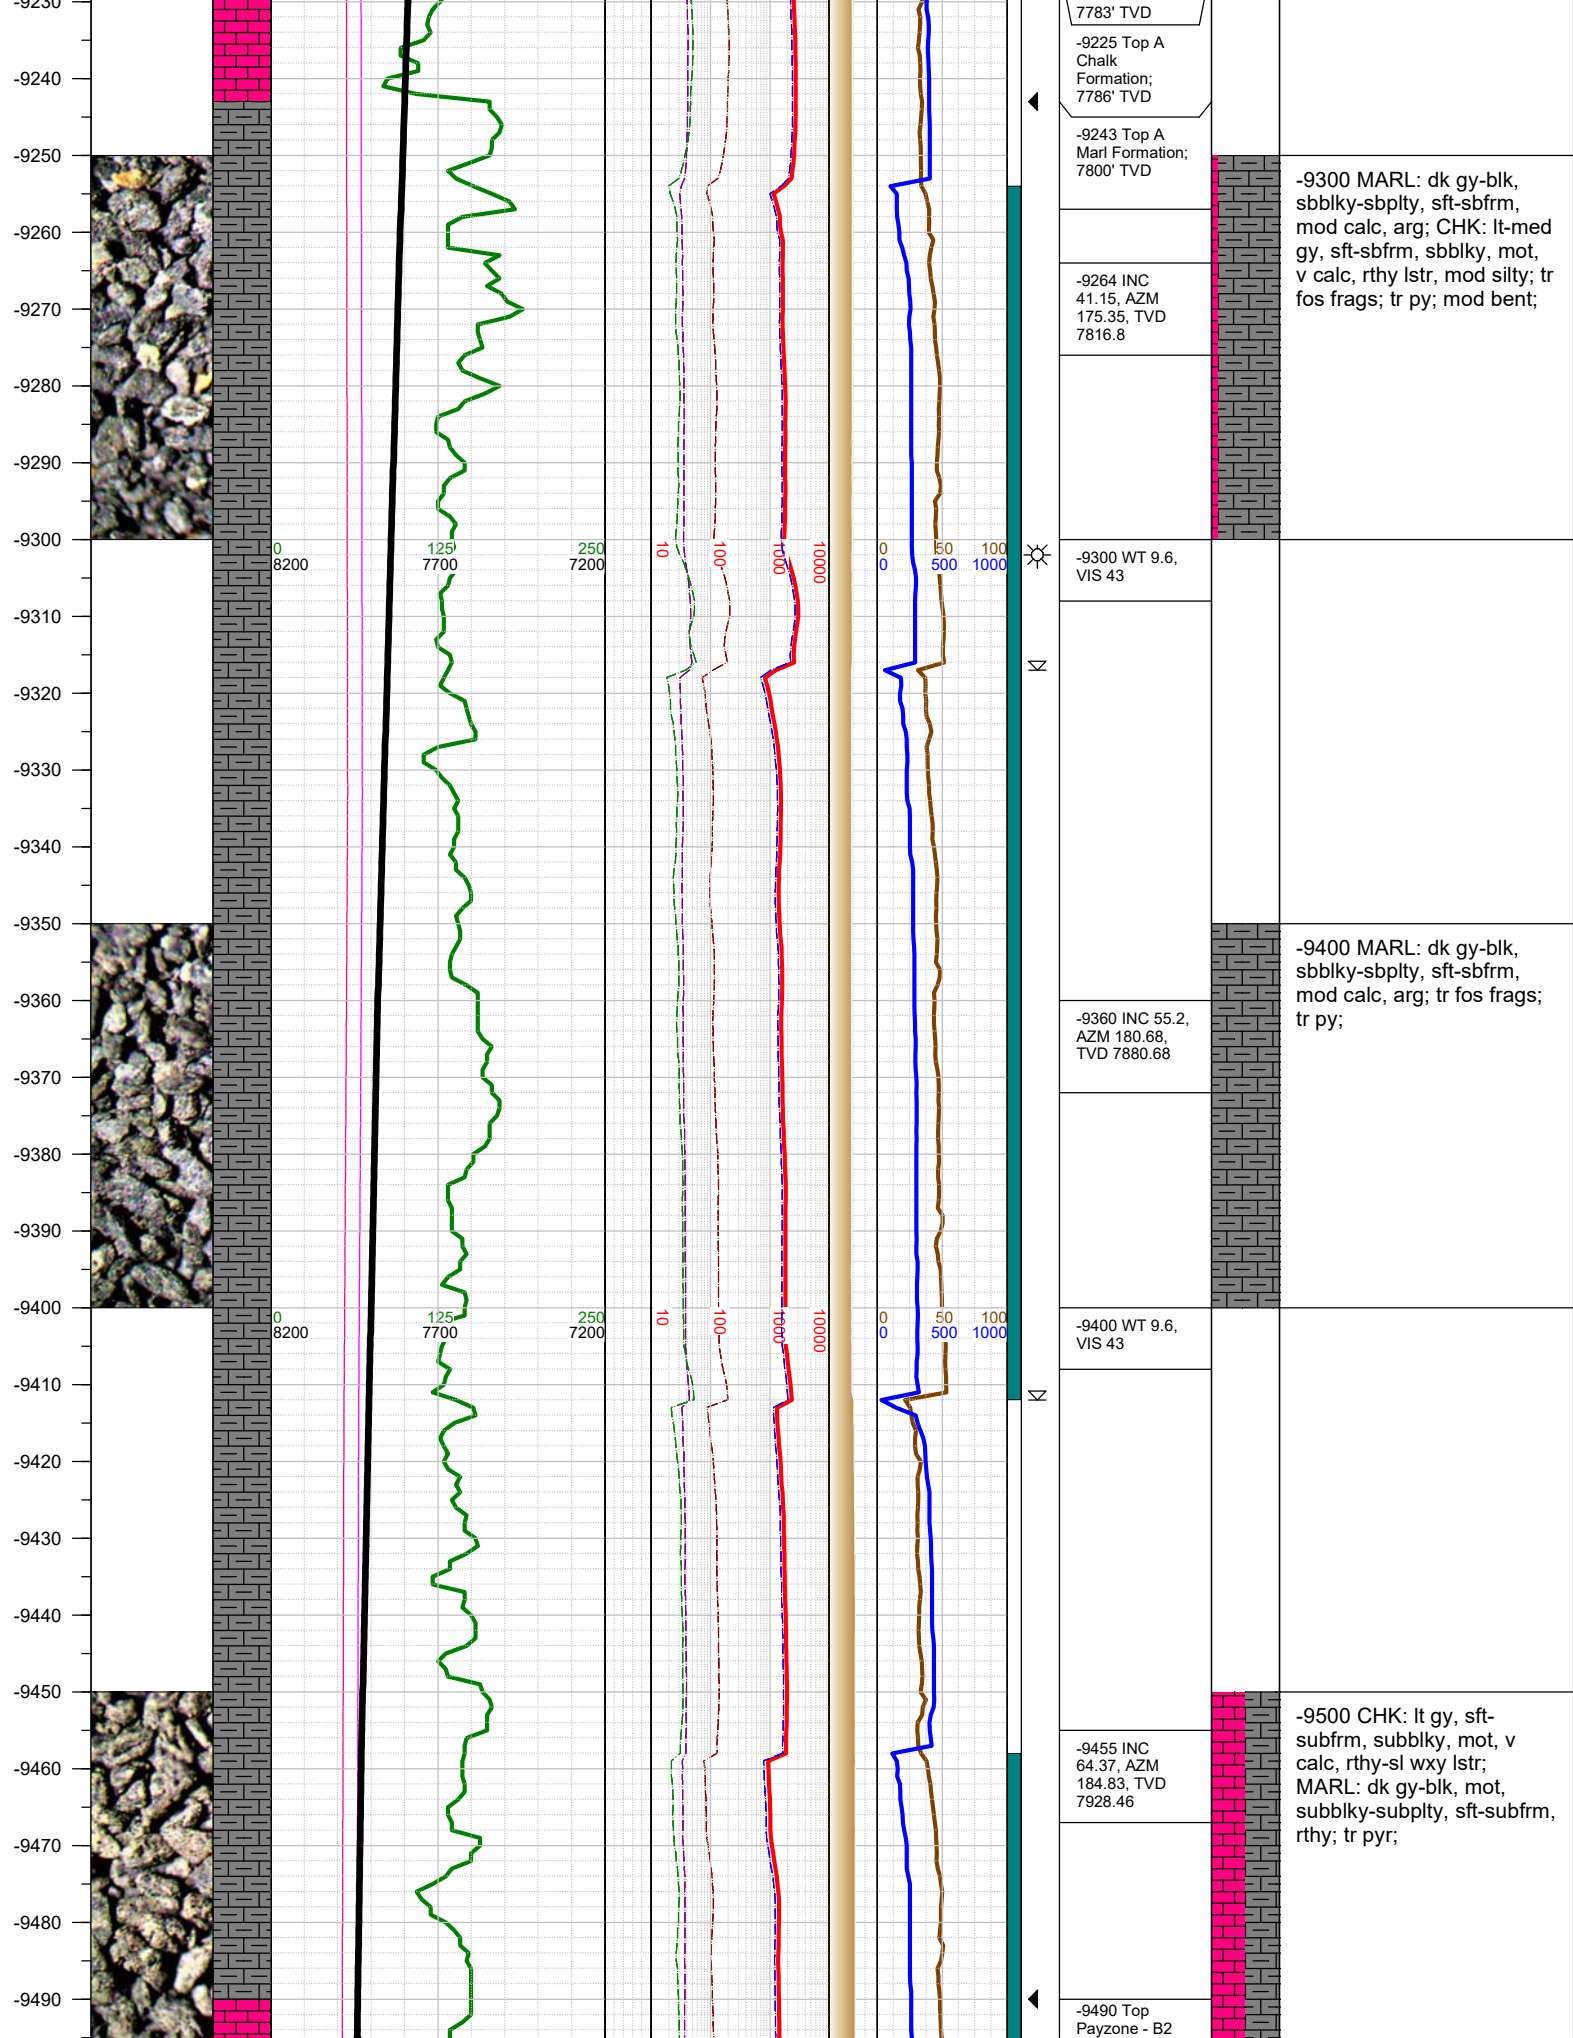 -9230
7783' TVD
-9225 Top A
Chalk
Formation;
7786' TVD
-9240
-9243 Top A
Marl Formation;
7800' TVD
-9250
-9300 MARL: dk gy-blk,
sbblky-sbplty, sft-sbfrm,
mod calc, arg; CHK: lt-med
gy, sft-sbfrm, sbblky, mot,
v calc, rthy lstr, mod silty; tr
fos frags; tr py; mod bent;
-9260
-9264 INC
41.15, AZM
175.35, TVD
7816.8
-9270
-9280
-9290
-9300
0 125 250
8200 7700 7200
10 100 1000 10000
0 50 100
0 500 1000
-9300 WT 9.6,
VIS 43
-9310
-9320
-9330
-9340
-9350
-9400 MARL: dk gy-blk,
sbblky-sbplty, sft-sbfrm,
mod calc, arg; tr fos frags;
tr py;
-9360
-9360 INC 55.2,
AZM 180.68,
TVD 7880.68
-9370
-9380
-9390
-9400
0 125 250
8200 7700 7200
10 100 1000 10000
0 50 100
0 500 1000
-9400 WT 9.6,
VIS 43
-9410
-9420
-9430
-9440
-9450
-9500 CHK: lt gy, sft-
subfrm, subblky, mot, v
calc, rthy-sl wxy lstr;
MARL: dk gy-blk, mot,
subblky-subplty, sft-subfrm,
rthy; tr pyr;
-9455 INC
64.37, AZM
184.83, TVD
7928.46
-9460
-9470
-9480
-9490
-9490 Top
Payzone - B2